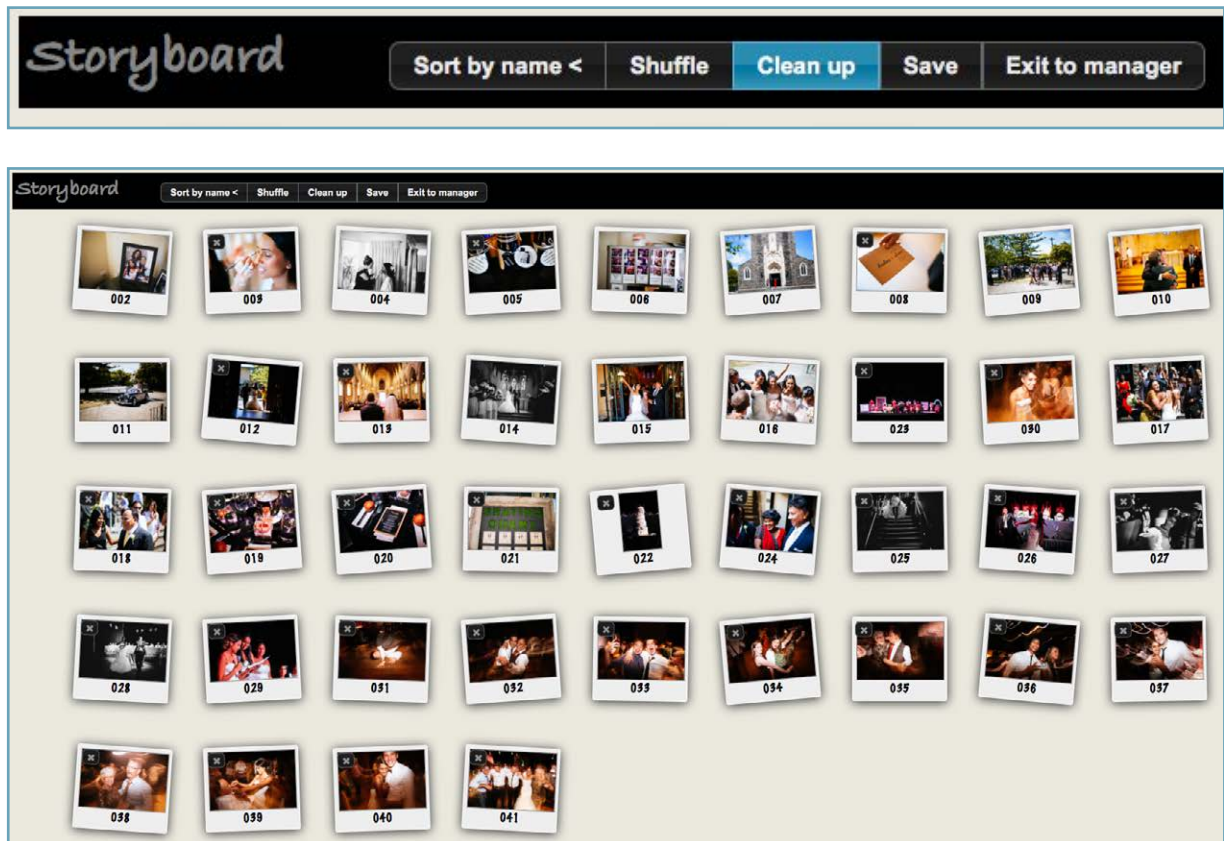 Storyboard
Sort by name < Shuffle Clean up Save Exit to manager
Storyboard
Sort by name < Shuffle Clean up Save Exit to manager
002 003 004 005 006 007 008 009 010
011 012 013 014 015 016 023 030 017
018 019 020 021 022 024 025 026 027
028 029 031 032 033 034 035 036 037
038 039 040 041